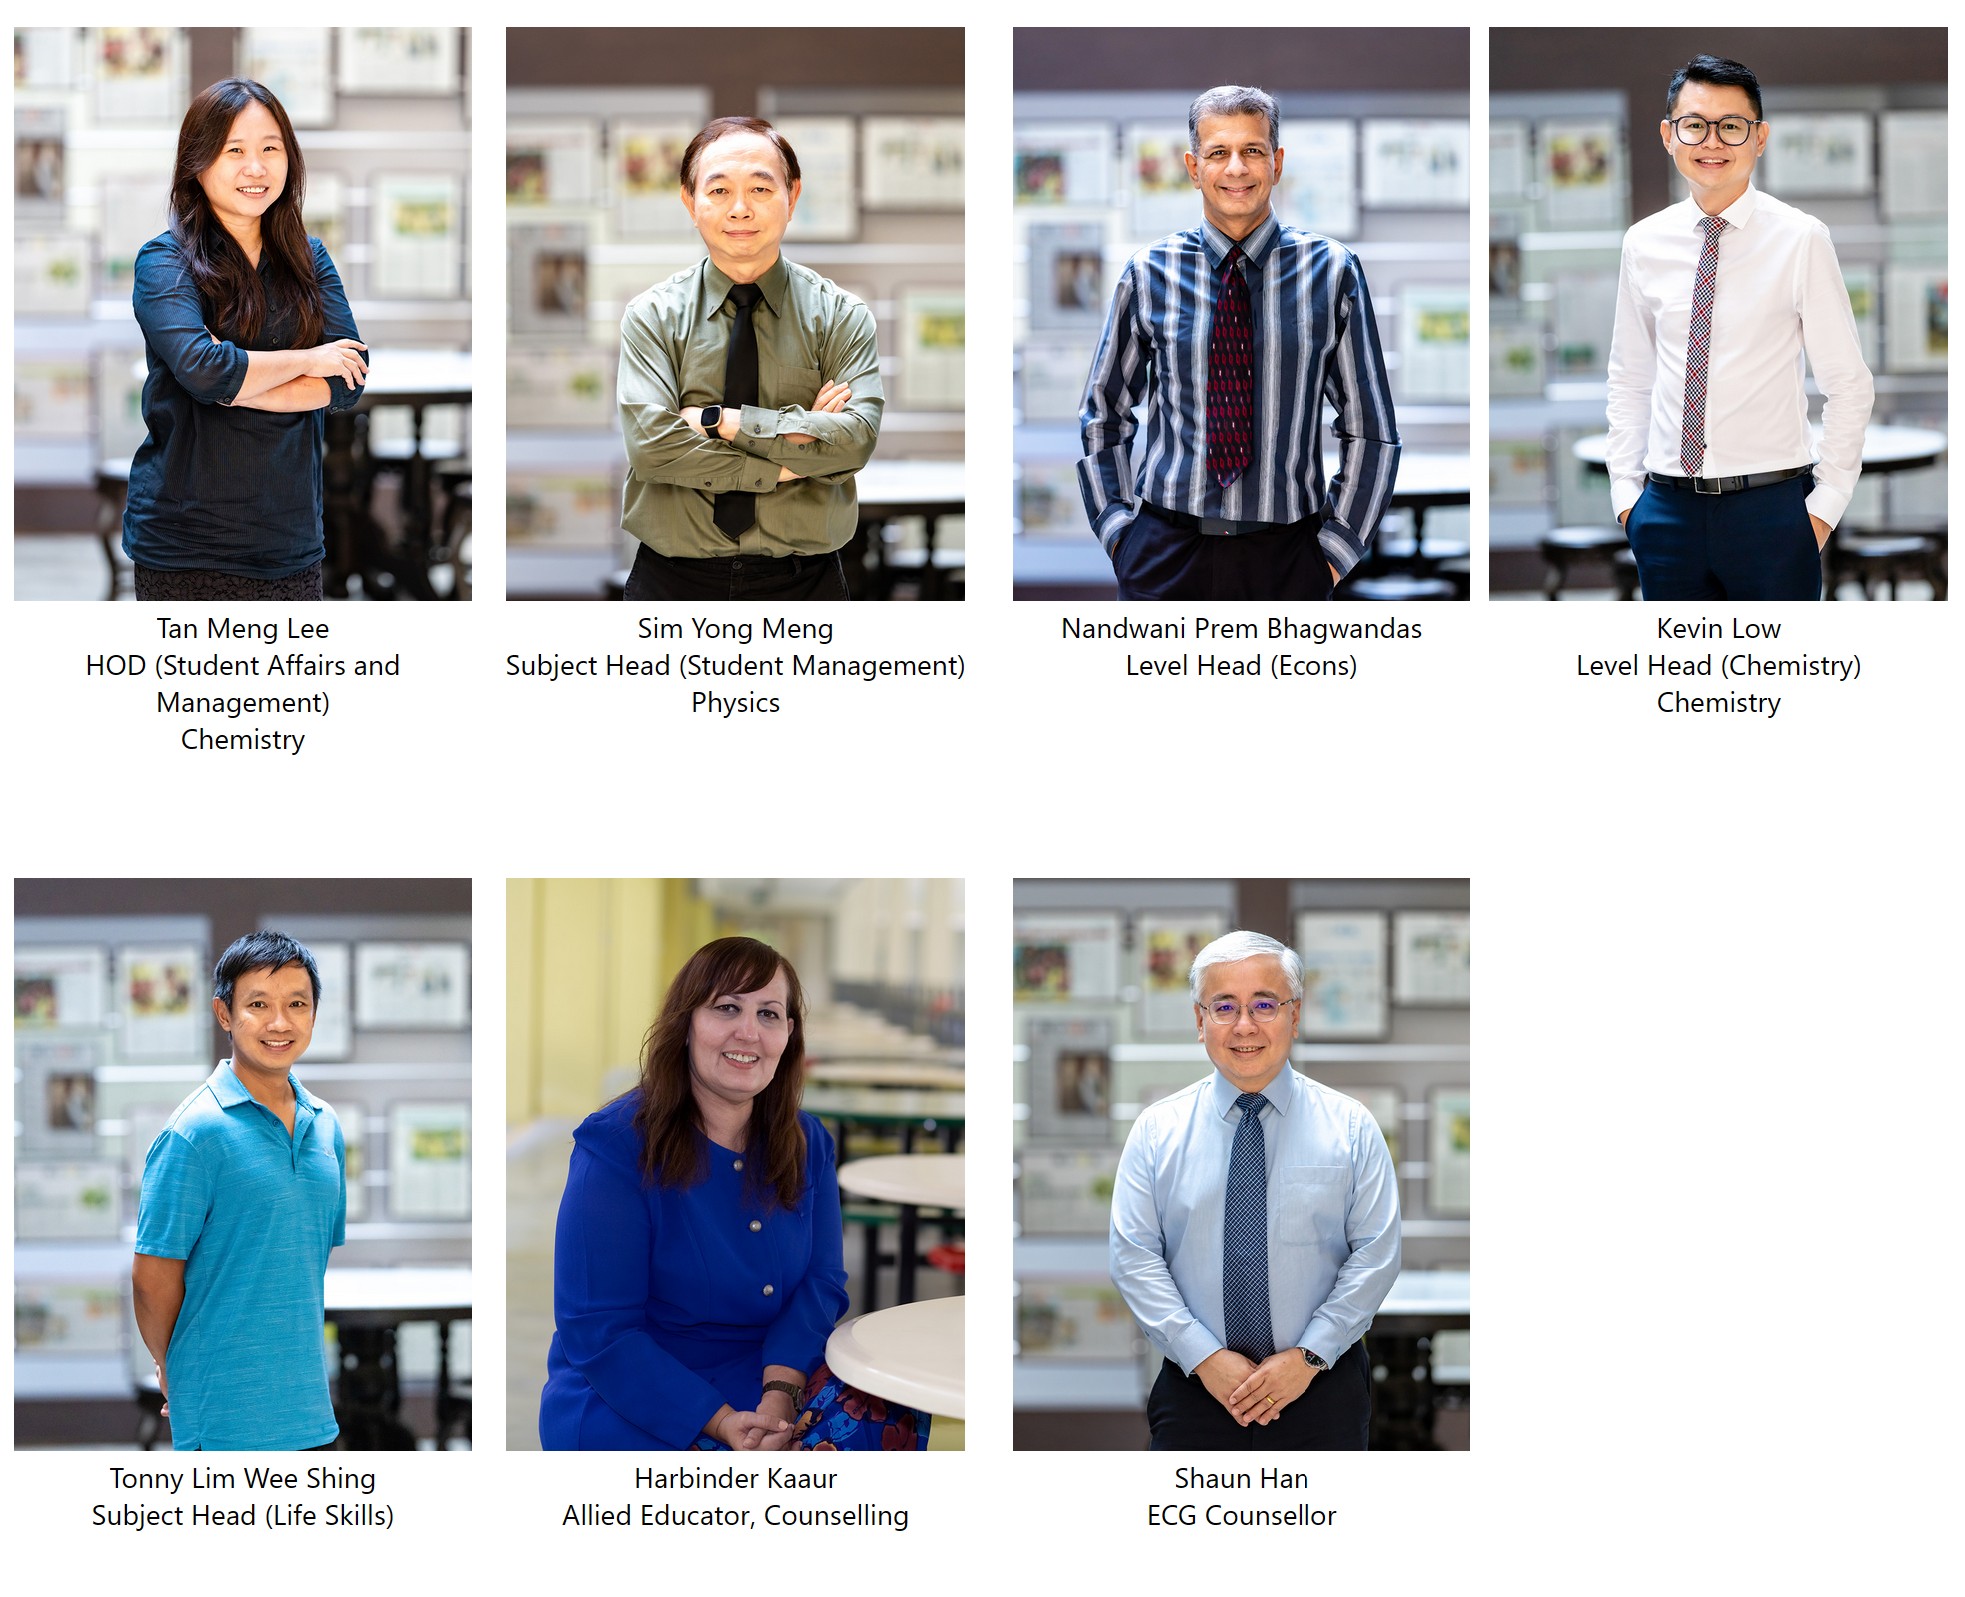 Tan Meng Lee
HOD (Student Affairs and
Management)
Chemistry
Sim Yong Meng
Subject Head (Student Management)
Physics
Nandwani Prem Bhagwandas
Level Head (Econs)
Kevin Low
Level Head (Chemistry)
Chemistry
Tonny Lim Wee Shing
Subject Head (Life Skills)
Harbinder Kaaur
Allied Educator, Counselling
Shaun Han
ECG Counsellor